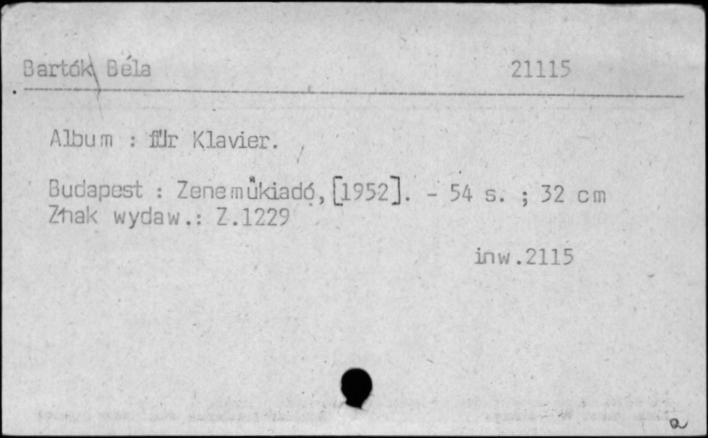 Bartók Béla 21115
Album : für Klavier.
Budapest : Zeneműkiadó, [1952]. - 54 s. ; 32 cm
Znak wydaw.: Z.1229
inw.2115
a